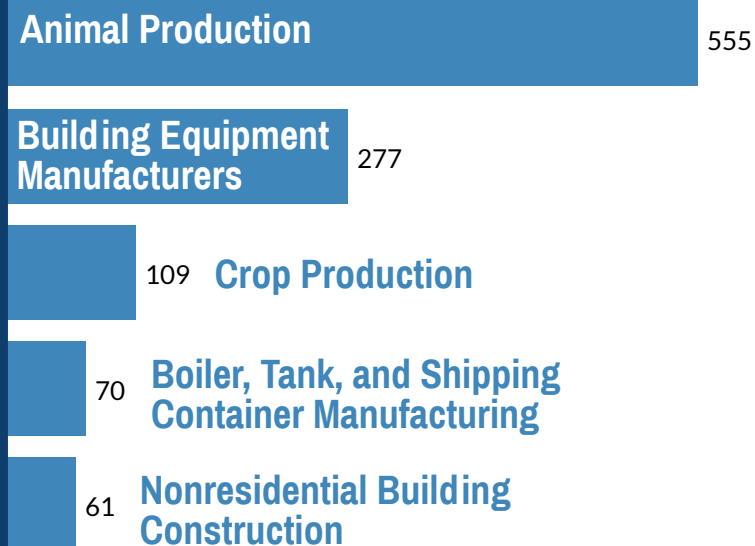 Animal Production
555
Building Equipment
Manufacturers
277
109
Crop Production
70
Boiler, Tank, and Shipping
Container Manufacturing
61
Nonresidential Building
Construction